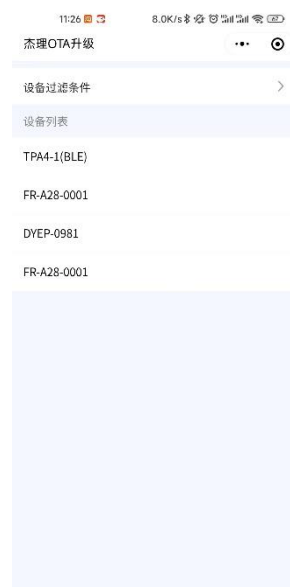 11:26 8.0K/s
杰理OTA升级
设备过滤条件
设备列表
TPA4-1(BLE)
FR-A28-0001
DYEP-0981
FR-A28-0001